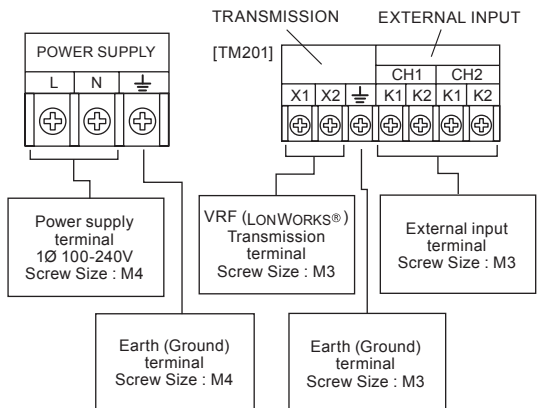 TRANSMISSION
EXTERNAL INPUT
POWER SUPPLY
L N
[TM201]
CH1 CH2
X1 X2 K1 K2 K1 K2
Power supply
terminal
1Ø 100-240V
Screw Size : M4
VRF (LONWORKS®)
Transmission
terminal
Screw Size : M3
External input
terminal
Screw Size : M3
Earth (Ground)
terminal
Screw Size : M4
Earth (Ground)
terminal
Screw Size : M3